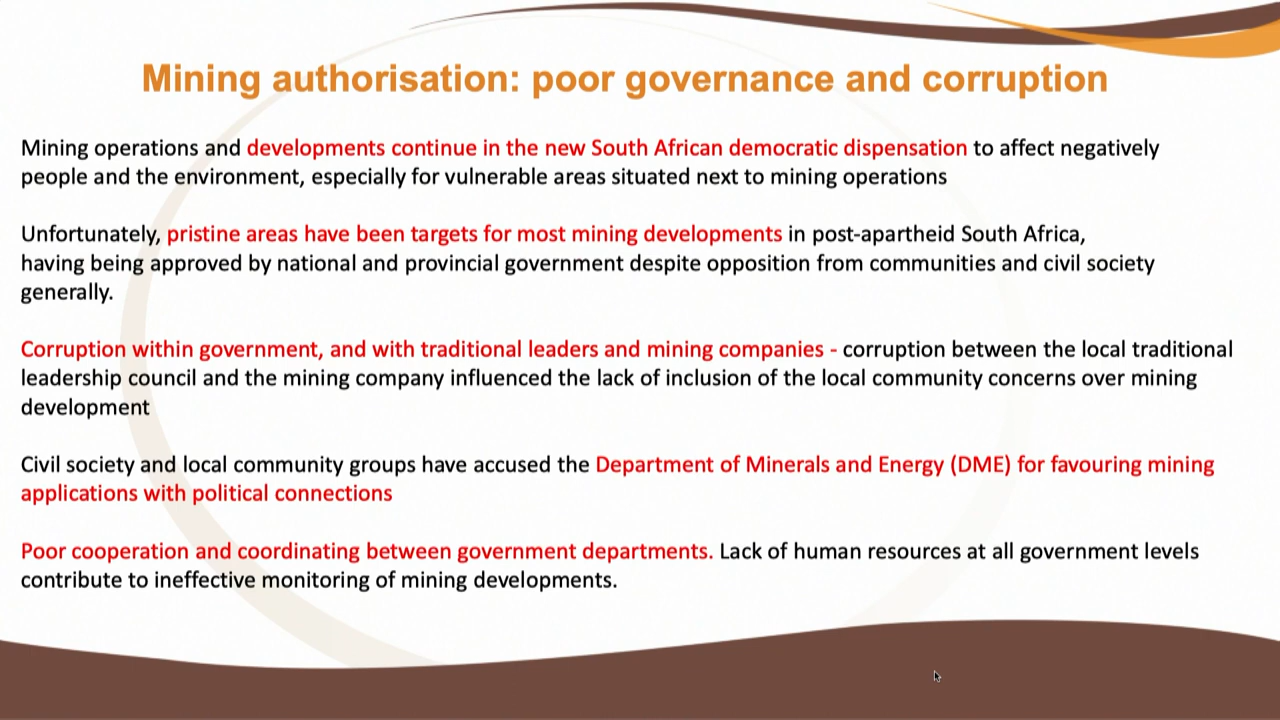 Mining authorisation: poor governance and corruption
Mining operations and developments continue in the new South African democratic dispensation to affect negatively
people and the environment, especially for vulnerable areas situated next to mining operations
Unfortunately, pristine areas have been targets for most mining developments in post-apartheid South Africa,
having being approved by national and provincial government despite opposition from communities and civil society
generally.
Corruption within government, and with traditional leaders and mining companies - corruption between the local traditional
leadership council and the mining company influenced the lack of inclusion of the local community concerns over mining
development
Civil society and local community groups have accused the Department of Minerals and Energy (DME) for favouring mining
applications with political connections
Poor cooperation and coordinating between government departments. Lack of human resources at all government levels
contribute to ineffective monitoring of mining developments.